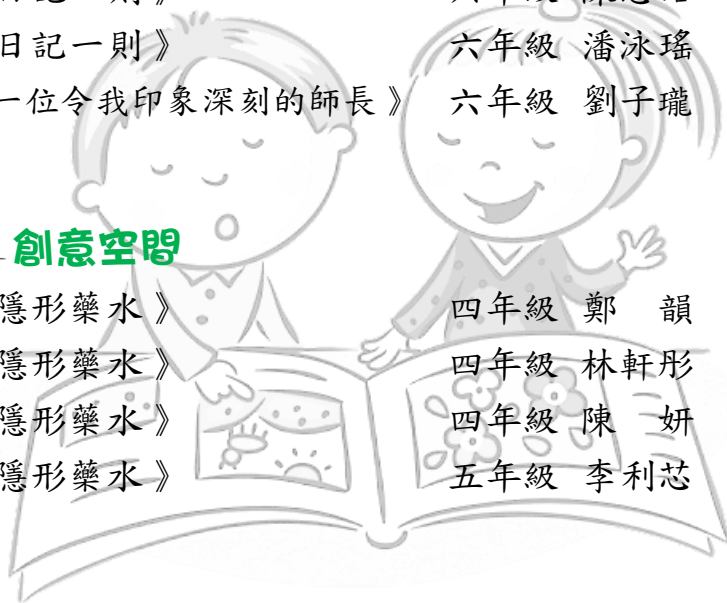 日記一則》 六年級 潘泳瑤
一位令我印象深刻的師長》 六年級 劉子瓏
創意空間
隱形藥水》 四年級 鄭 韻
隱形藥水》 四年級 林軒彤
隱形藥水》 四年級 陳 妍
隱形藥水》 五年級 李利芯